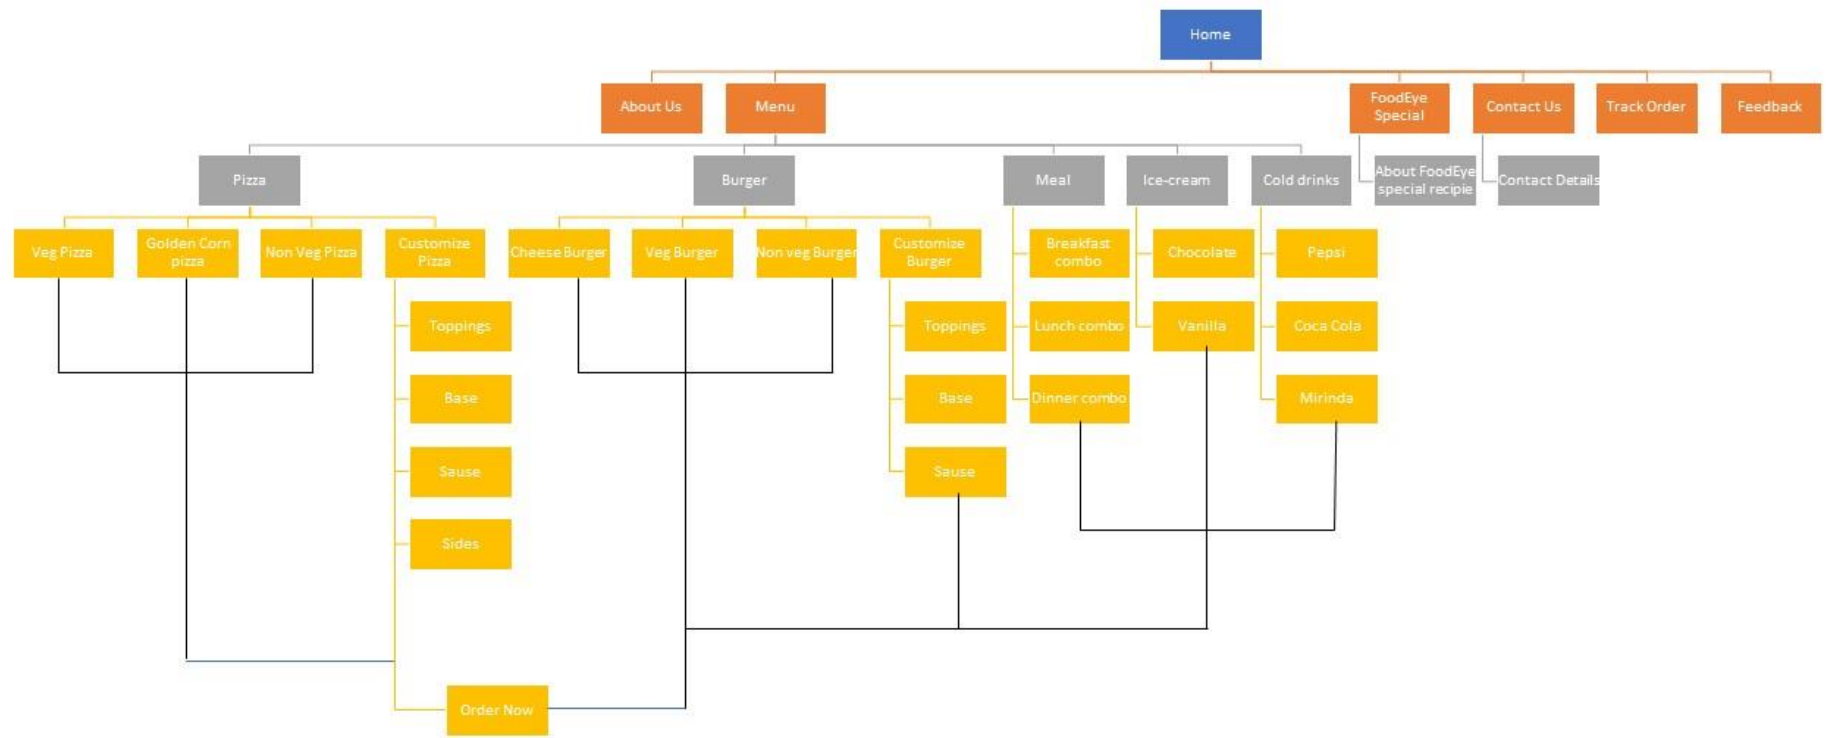 Home
About Us
Menu
FoodEye
Special
Contact Us
Track Order
Feedback
Pizza
Burger
Meal
Ice-cream
Cold drinks
About FoodEye
special recipie
Contact Details
Veg Pizza
Golden Corn
pizza
Non Veg Pizza
Customize
Pizza
Cheese Burger
Veg Burger
Non veg Burger
Customize
Burger
Breakfast
combo
Chocolate
Pepsi
Toppings
Toppings
Lunch combo
Vanilla
Coca Cola
Base
Base
Dinner combo
Mirinda
Sause
Sause
Sides
Order Now